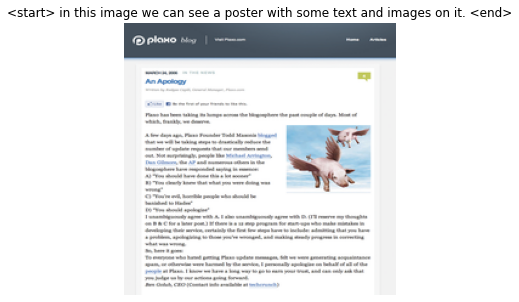 <start> in this image we can see a poster with some text and images on it. <end>
plaxo blog
Visit Plaxo.com
Home
Articles
MARCH 24, 2006
IN THE NEWS
An Apology
Like
Be the first of your friends to like this.
Plaxo has been taking its lumps across the blogosphere the past couple of days. Most of
which, frankly, we deserve.
A few days ago, Plaxo Founder Todd Masonis blogged
that we will be taking steps to drastically reduce the
number of update requests that our members send
out. Not surprisingly, people like Michael Arrington,
Dan Gillmor, the AP and numerous others in the
blogosphere have responded saying in essence:
A) "You should have done this a lot sooner"
B) "You clearly knew that what you were doing was
wrong"
C) "You're evil, horrible people who should be
banished to Hades"
D) "You should apologize"
I unambiguously agree with A. I also unambiguously agree with D: (I'll reserve my thoughts
on B & C for a later post.) If there is a 12 step program for start-ups who make mistakes in
developing their service, certainly the first few steps have to include: admitting that you have
a problem, apologizing to those you've wronged, and making steady progress in correcting
what was wrong.
So, here it goes:
To everyone who hated getting Plaxo update messages, felt we were generating acquaintance
spam, or otherwise were harmed by the service, I personally apologize on behalf of all of the
people at Plaxo. I know we have a long way to go to earn your trust, and can only ask that
you judge us by our actions going forward.
Ben Golub, CEO (Contact info available at techcrunch)